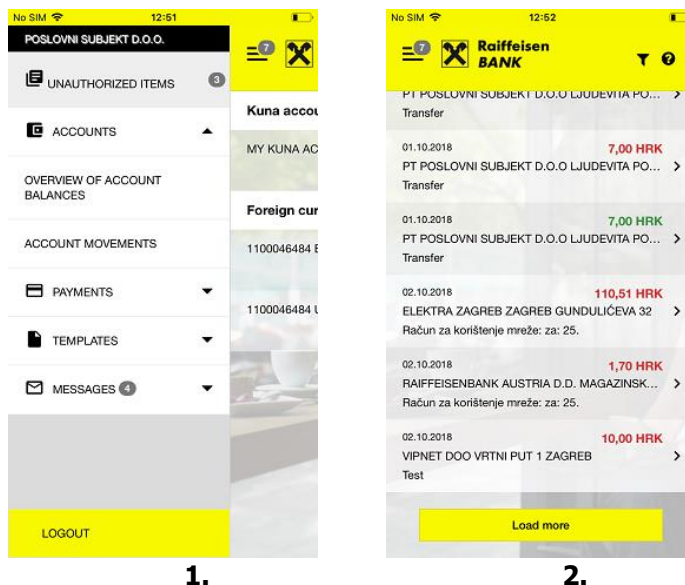 No SIM 12:51
POSLOVNI SUBJEKT D.O.O.
UNAUTHORIZED ITEMS 3
ACCOUNTS
OVERVIEW OF ACCOUNT
BALANCES
ACCOUNT MOVEMENTS
PAYMENTS
TEMPLATES
MESSAGES 4
LOGOUT
7
Kuna accou
MY KUNA AC
Foreign cur
1100046484 E
1100046484 U
1.
No SIM 12:52
7 Raiffeisen
BANK
PT POSLOVNI SUBJEKT D.O.O LJUDEVITA PO...
Transfer
01.10.2018 7,00 HRK
PT POSLOVNI SUBJEKT D.O.O LJUDEVITA PO...
Transfer
01.10.2018 7,00 HRK
PT POSLOVNI SUBJEKT D.O.O LJUDEVITA PO...
Transfer
02.10.2018 110,51 HRK
ELEKTRA ZAGREB ZAGREB GUNDULIĆEVA 32
Račun za korištenje mreže: za: 25.
02.10.2018 1,70 HRK
RAIFFEISENBANK AUSTRIA D.D. MAGAZINSK...
Račun za korištenje mreže: za: 25.
02.10.2018 10,00 HRK
VIPNET DOO VRTNI PUT 1 ZAGREB
Test
Load more
2.